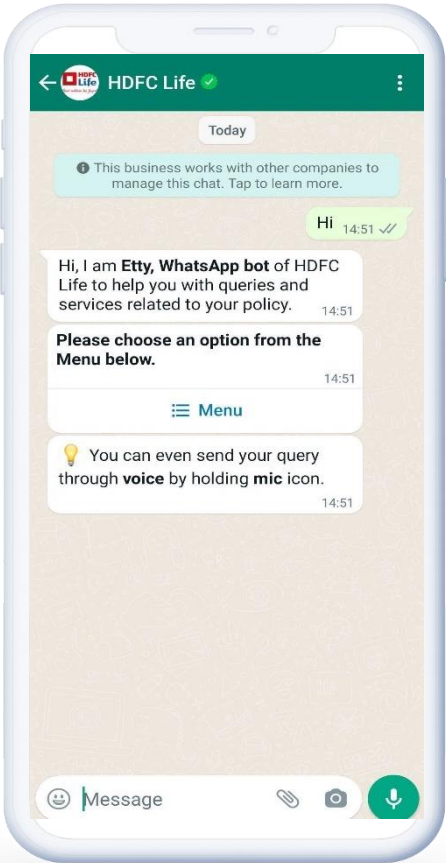 HDFC
Life
HDFC Life
Today
This business works with other companies to
manage this chat. Tap to learn more.
Hi 14:51
Hi, I am Etty, WhatsApp bot of HDFC
Life to help you with queries and
services related to your policy. 14:51
Please choose an option from the
Menu below.
14:51
Menu
You can even send your query
through voice by holding mic icon.
14:51
Message